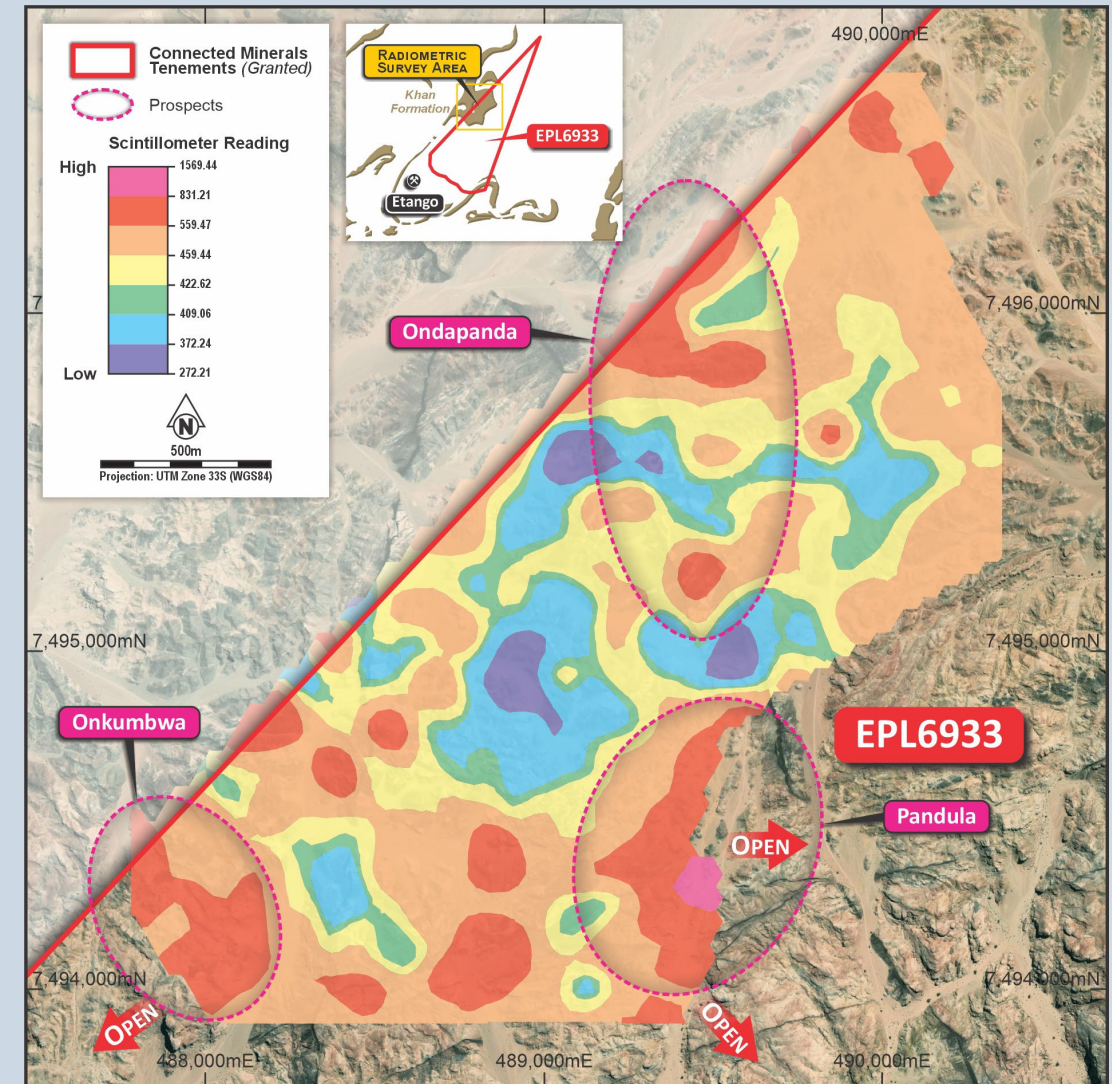 Connected Minerals
Tenements (Granted)
Prospects
Scintillometer Reading
High
1569.44
831.21
559.47
459.44
422.62
409.06
372.24
272.21
Low
N
500m
Projection: UTM Zone 33S (WGS84)
RADIOMETRIC
SURVEY AREA
Khan
Formation
EPL6933
Etango
490,000mE
7
7,496,000mN
Ondapanda
7,495,000mN
7,495,000mN
Onkumbwa
EPL6933
Pandula
OPEN
7,494,000mN
7,494,000mN
OPEN
OPEN
488,000mE
489,000mE
490,000mE